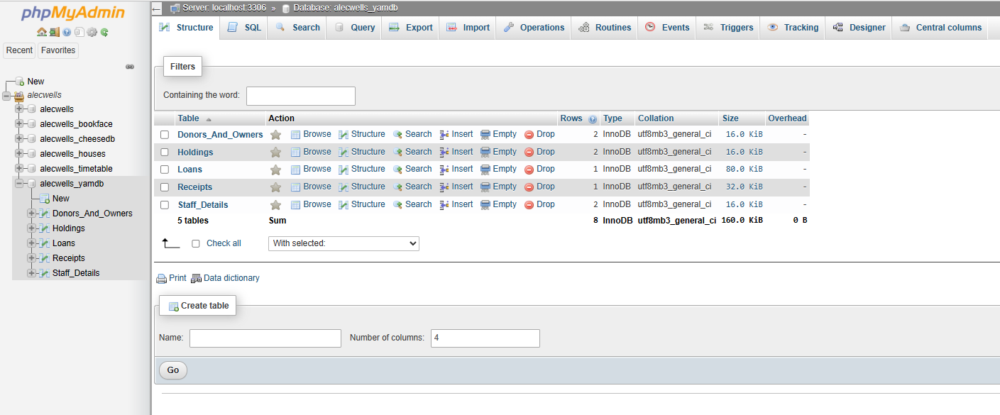 phpMyAdmin
Recent Favorites
New
alecwells
alecwells
alecwells_bookface
alecwells_cheesedb
alecwells_houses
alecwells_timetable
alecwells_yamdb
New
Donors_And_Owners
Holdings
Loans
Receipts
Staff_Details
Server: localhost:3306 » Database: alecwells_yamdb
Structure SQL Search Query Export Import Operations Routines Events Triggers Tracking Designer Central columns
Filters
Containing the word:
Table Action Rows Type Collation Size Overhead
Donors_And_Owners Browse Structure Search Insert Empty Drop 2 InnoDB utf8mb3_general_ci 16.0 KiB -
Holdings Browse Structure Search Insert Empty Drop 2 InnoDB utf8mb3_general_ci 16.0 KiB -
Loans Browse Structure Search Insert Empty Drop 1 InnoDB utf8mb3_general_ci 80.0 KiB -
Receipts Browse Structure Search Insert Empty Drop 1 InnoDB utf8mb3_general_ci 32.0 KiB -
Staff_Details Browse Structure Search Insert Empty Drop 2 InnoDB utf8mb3_general_ci 16.0 KiB -
5 tables Sum 8 InnoDB utf8mb3_general_ci 160.0 KiB 0 B
Check all With selected:
Print Data dictionary
Create table
Name: Number of columns: 4
Go